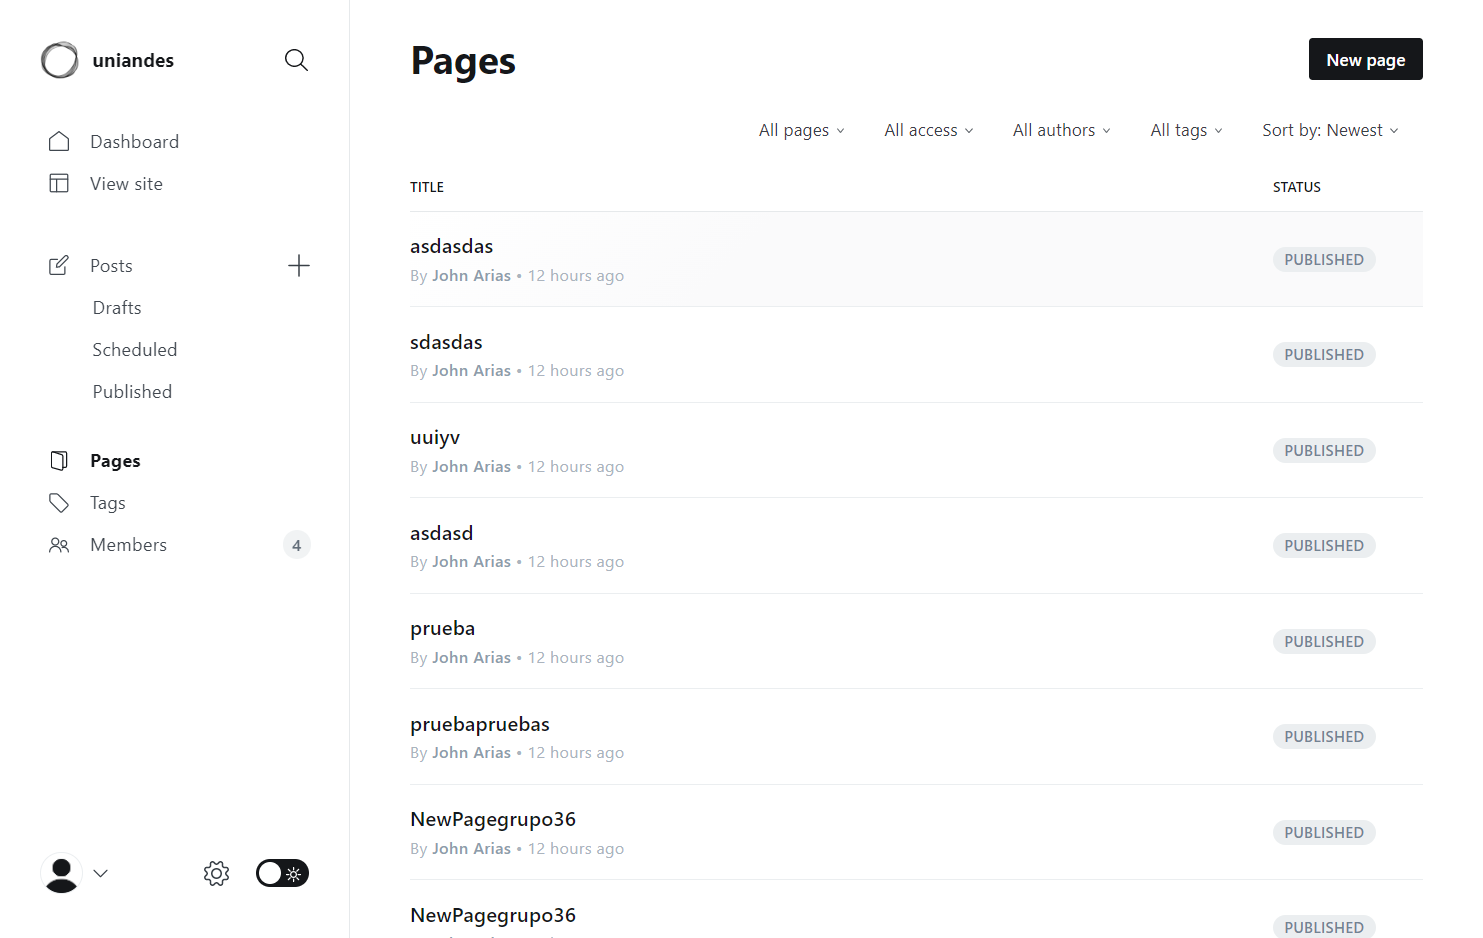 uniandes
Dashboard
View site
Posts
Drafts
Scheduled
Published
Pages
Tags
Members 4
Pages
New page
All pages All access All authors All tags Sort by: Newest
TITLE STATUS
asdasdas
By John Arias • 12 hours ago
PUBLISHED
sdasdas
By John Arias • 12 hours ago
PUBLISHED
uuiyv
By John Arias • 12 hours ago
PUBLISHED
asdasd
By John Arias • 12 hours ago
PUBLISHED
prueba
By John Arias • 12 hours ago
PUBLISHED
pruebapruebas
By John Arias • 12 hours ago
PUBLISHED
NewPagegrupo36
By John Arias • 12 hours ago
PUBLISHED
NewPagegrupo36
PUBLISHED